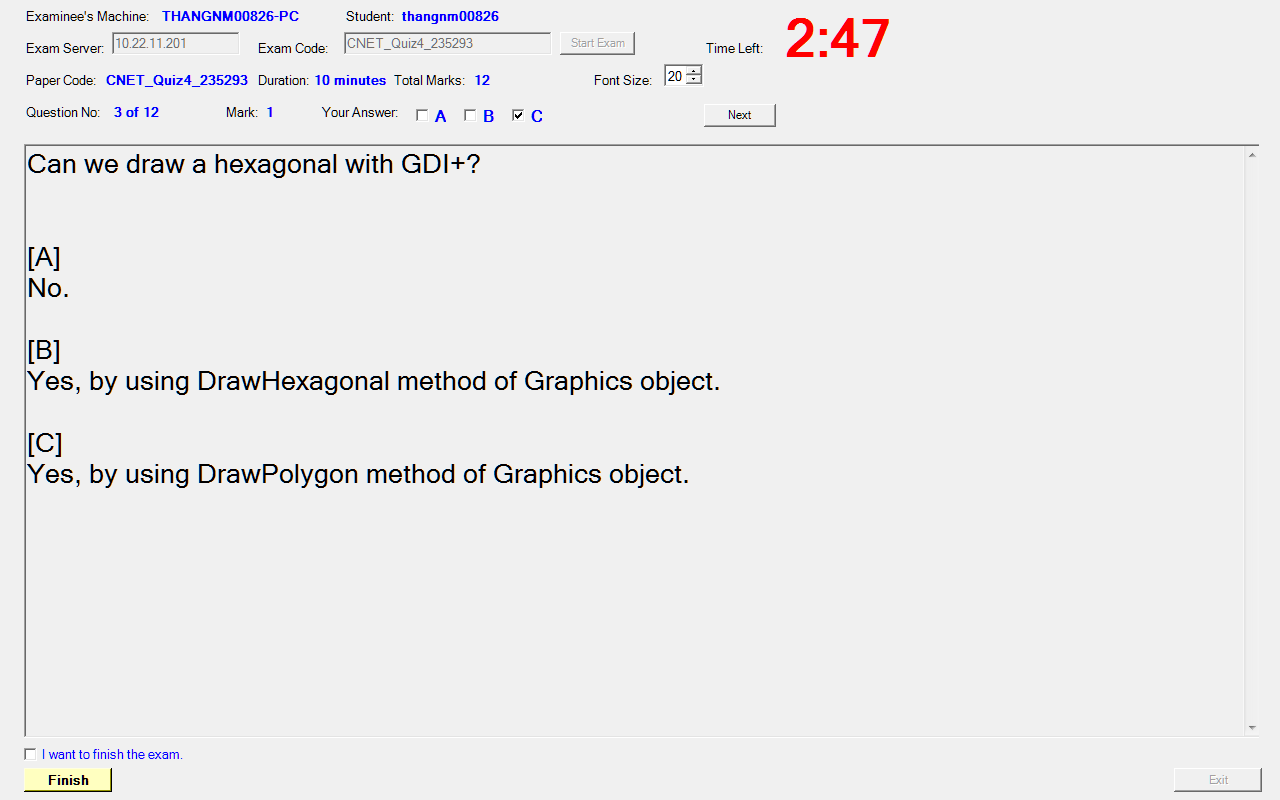 Examinee's Machine: THANGNM00826-PC Student: thangnm00826
Exam Server: 10.22.11.201 Exam Code: CNET_Quiz4_235293 Start Exam Time Left: 2:47
Paper Code: CNET_Quiz4_235293 Duration: 10 minutes Total Marks: 12 Font Size: 20
Question No: 3 of 12 Mark: 1 Your Answer: A B C Next
Can we draw a hexagonal with GDI+?
[A]
No.
[B]
Yes, by using DrawHexagonal method of Graphics object.
[C]
Yes, by using DrawPolygon method of Graphics object.
I want to finish the exam.
Finish Exit